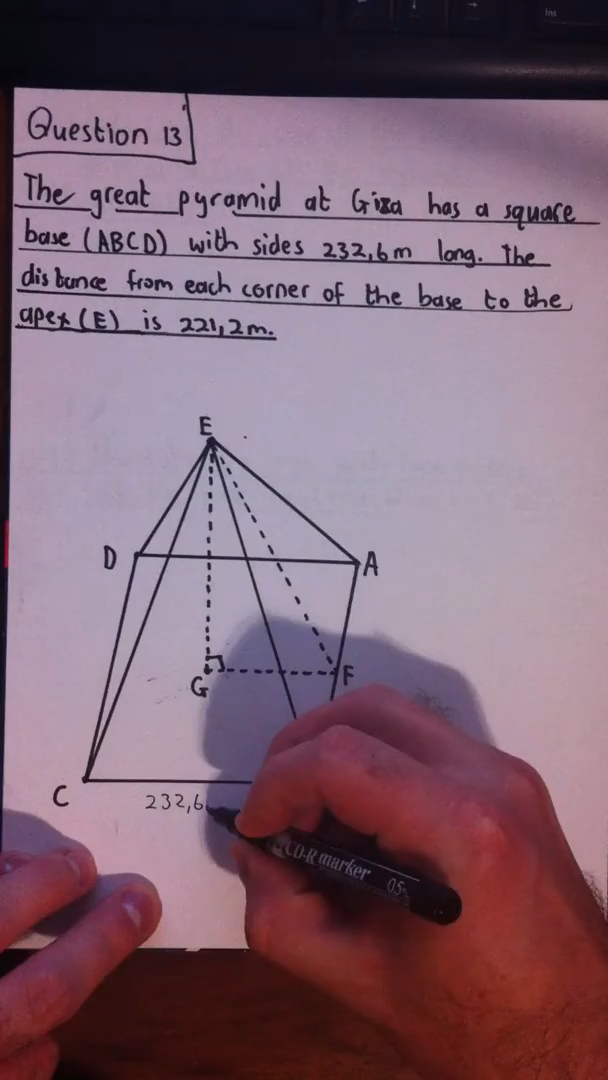 Question 13
The great pyramid at Giza has a square
base (ABCD) with sides 232,6m long. The
distance from each corner of the base to the
apex (E) is 221,2m.
E
D
A
G
F
C
232,6
CD-R marker 0.5
Ins